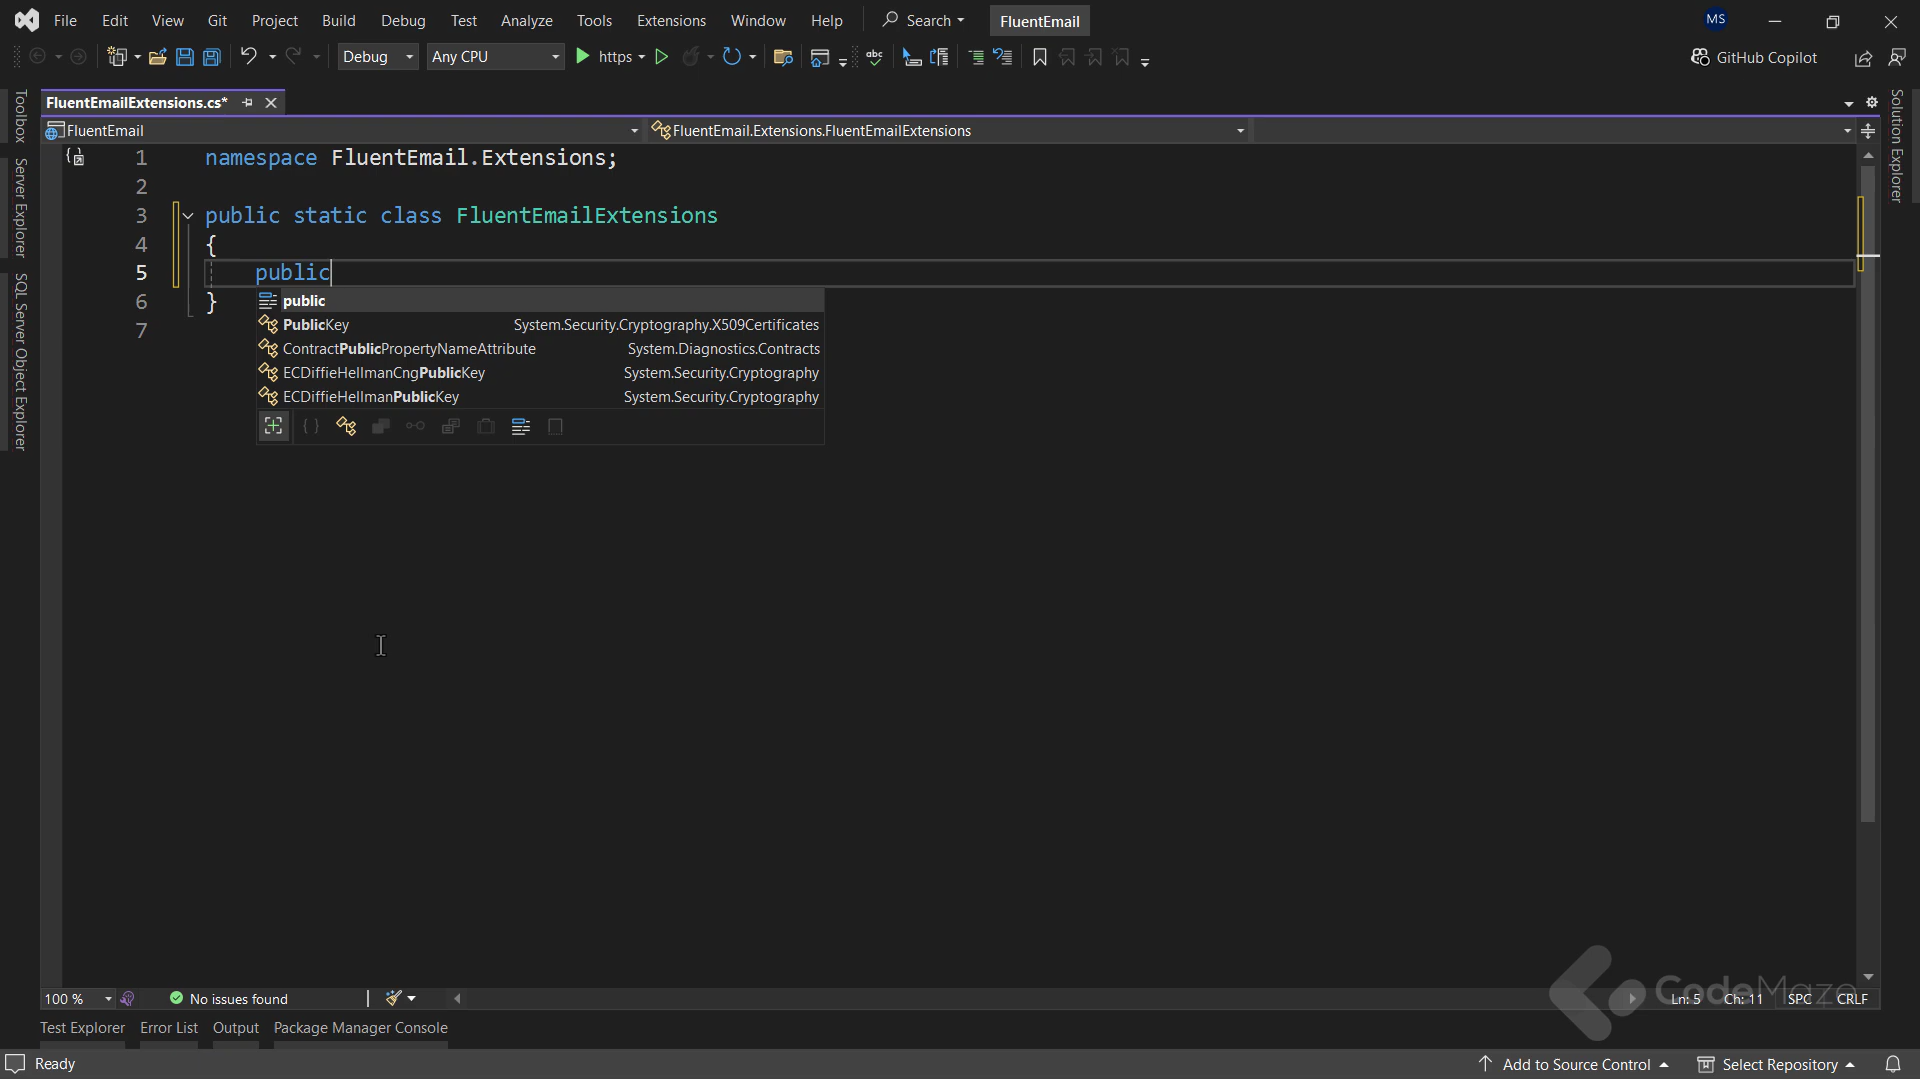 File Edit View Git Project Build Debug Test Analyze Tools Extensions Window Help Search FluentEmail MS
Debug Any CPU https abc GitHub Copilot
FluentEmailExtensions.cs*
FluentEmail FluentEmail.Extensions.FluentEmailExtensions
Toolbox
Server Explorer
SQL Server Object Explorer
Solution Explorer
1 namespace FluentEmail.Extensions;
2
3 public static class FluentEmailExtensions
4 {
5 public
6 }
7
public
PublicKey System.Security.Cryptography.X509Certificates
ContractPublicPropertyNameAttribute System.Diagnostics.Contracts
ECDiffieHellmanCngPublicKey System.Security.Cryptography
ECDiffieHellmanPublicKey System.Security.Cryptography
100 % No issues found Ln: 5 Ch: 11 SPC CRLF
CodeMaze
Test Explorer Error List Output Package Manager Console
Ready Add to Source Control Select Repository